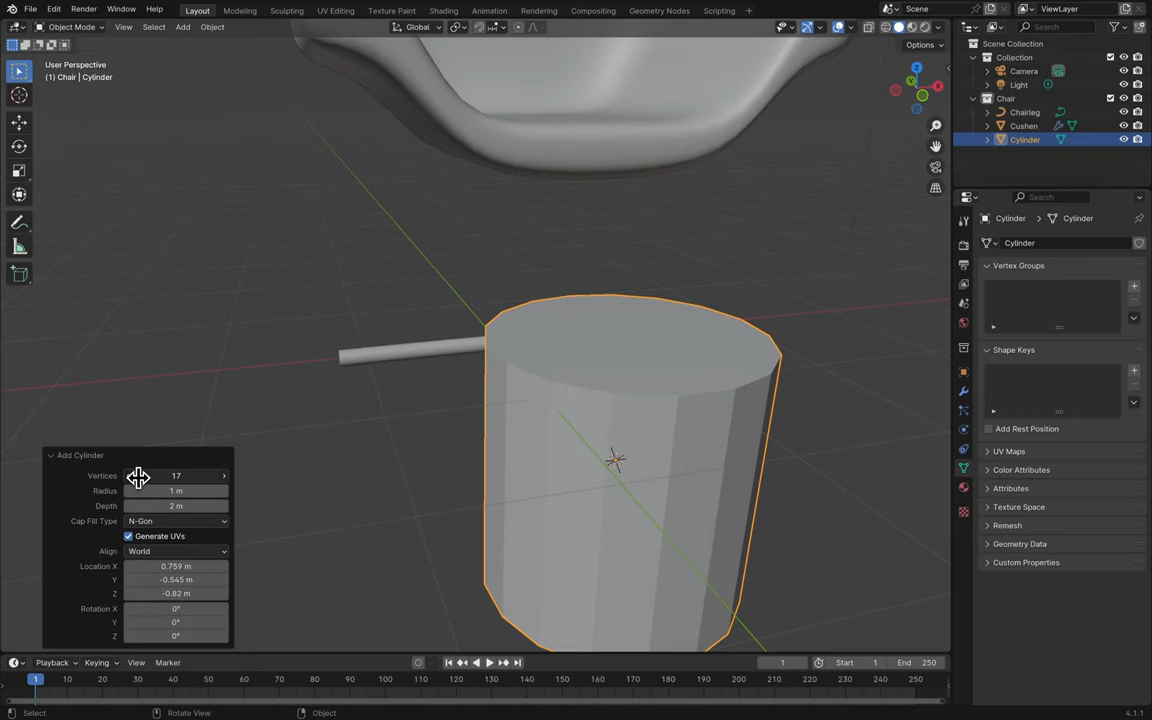 File Edit Render Window Help Layout Modeling Sculpting UV Editing Texture Paint Shading Animation Rendering Compositing Geometry Nodes Scripting + Scene ViewLayer
Object Mode View Select Add Object Global Search
Options
User Perspective
(1) Chair | Cylinder
Z
Y
X
Scene Collection
Collection
Camera
Light
Chair
Chairleg
Cushen
Cylinder
Search
Cylinder > Cylinder
Cylinder
Vertex Groups
Shape Keys
Add Rest Position
UV Maps
Color Attributes
Attributes
Texture Space
Remesh
Geometry Data
Custom Properties
Add Cylinder
Vertices 17
Radius 1 m
Depth 2 m
Cap Fill Type N-Gon
Generate UVs
Align World
Location X 0.759 m
Y -0.545 m
Z -0.82 m
Rotation X 0°
Y 0°
Z 0°
Playback Keying View Marker 1 Start 1 End 250
1 10 20 30 40 50 60 70 80 90 100 110 120 130 140 150 160 170 180 190 200 210 220 230 240 250
Select Rotate View Object 4.1.1